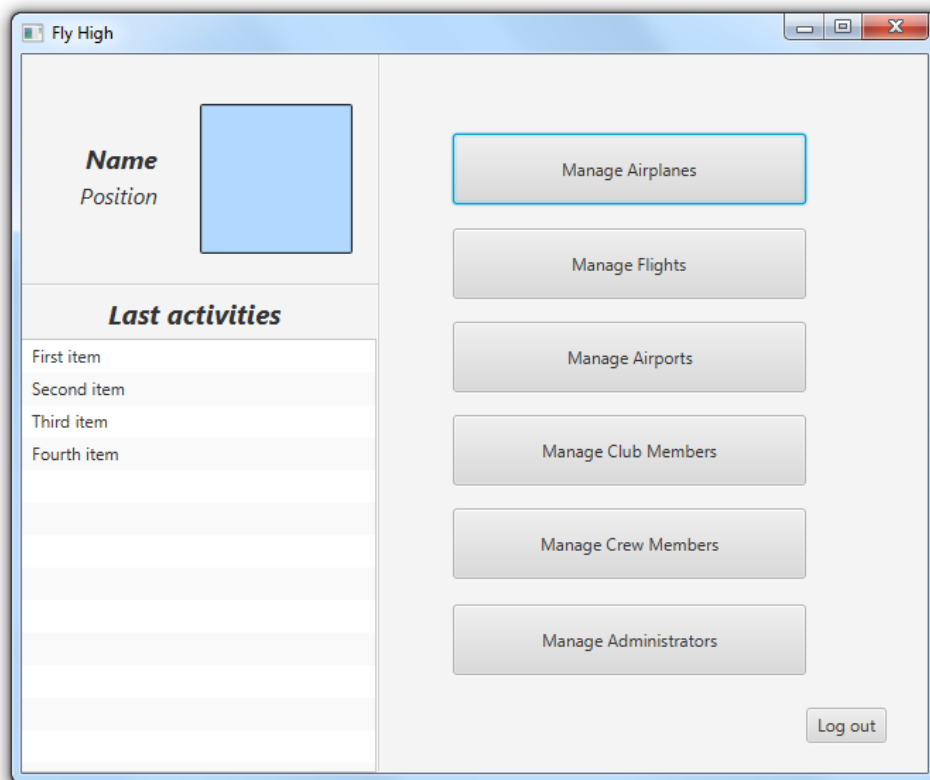 Fly High
Name
Position
Last activities
First item
Second item
Third item
Fourth item
Manage Airplanes
Manage Flights
Manage Airports
Manage Club Members
Manage Crew Members
Manage Administrators
Log out